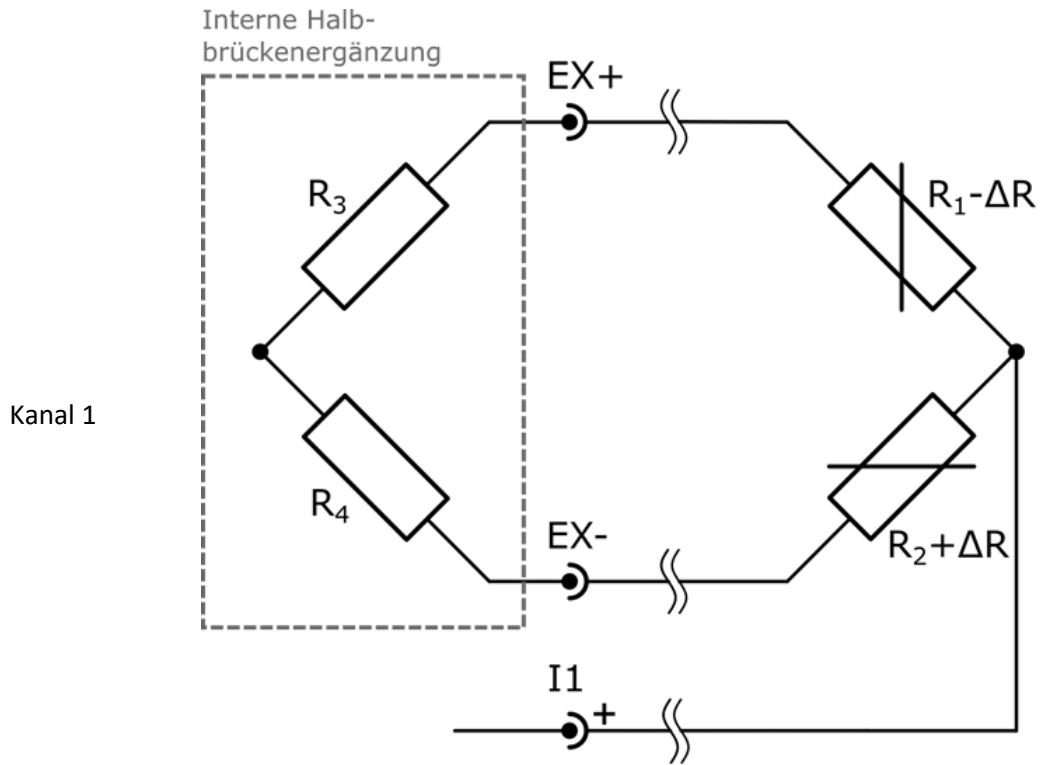 Interne Halb-
brückenergänzung
EX+
R₃
R₁-ΔR
Kanal 1
R₄
EX-
R₂+ΔR
I1
+